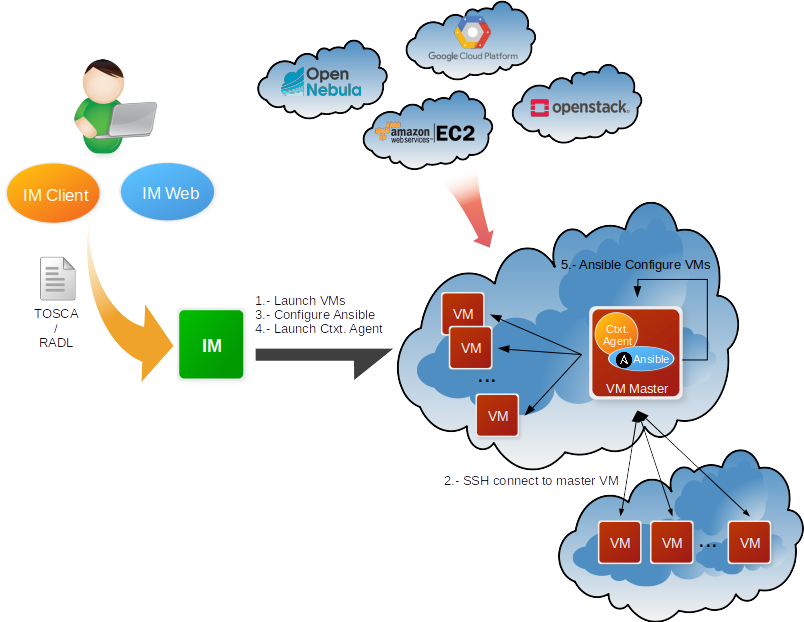 Open
Nebula
Google Cloud Platform
amazon
web services™
EC2
openstack.
IM Client
IM Web
TOSCA
/
RADL
IM
1.- Launch VMs
3.- Configure Ansible
4.- Launch Ctxt. Agent
5.- Ansible Configure VMs
VM
VM
...
VM
Ctxt.
Agent
A
Ansible
VM Master
2.- SSH connect to master VM
VM
VM
...
VM